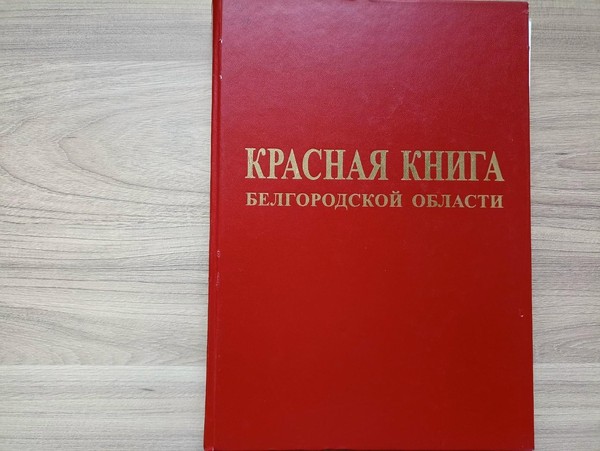 КРАСНАЯ КНИГА
БЕЛГОРОДСКОЙ ОБЛАСТИ